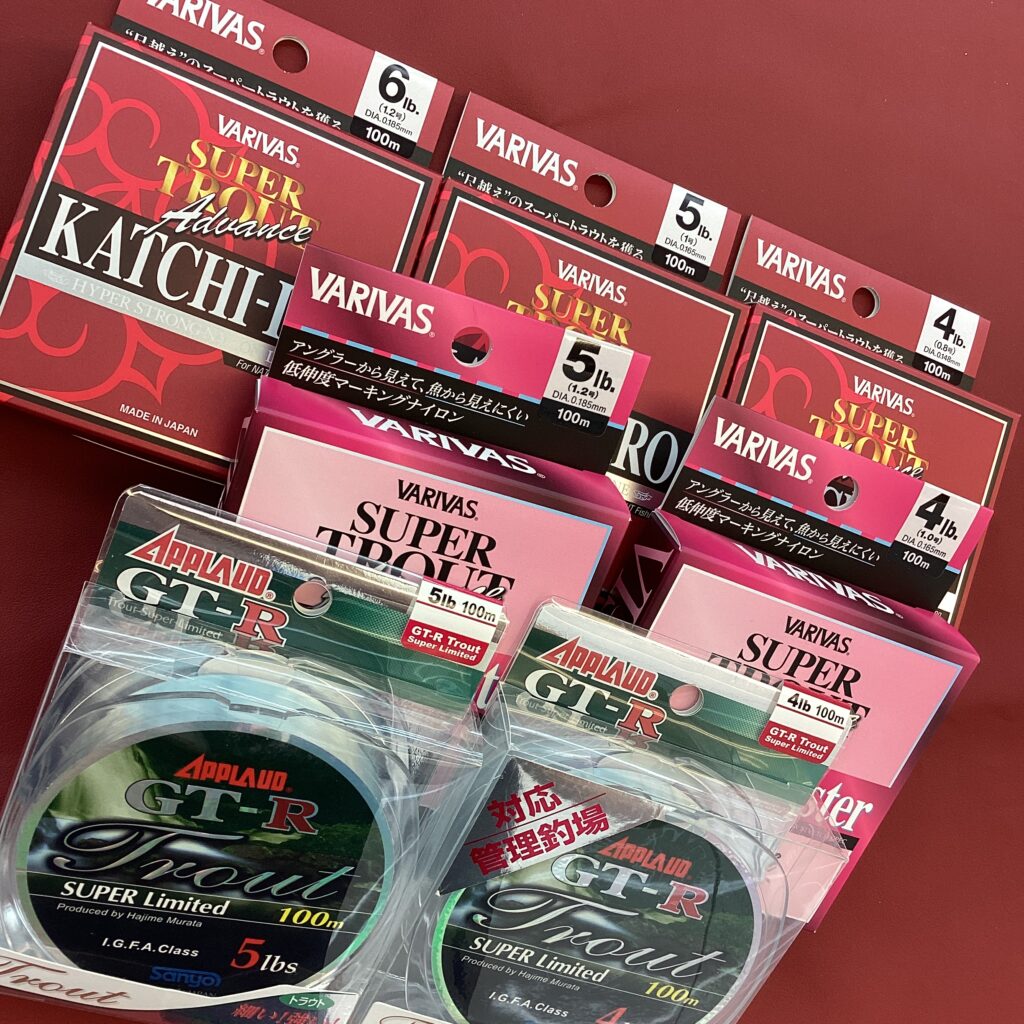 VARIVAS
のスーパートラウトを獲る
6lb.
(1.2号)
DIA.0.185mm
100m
VARIVAS
SUPER
TROUT
Advance
KATCHI-
HYPER STRONG
MADE IN JAPAN
VARIVAS
"尺越え"のスーパートラウトを獲る
5lb.
(1号)
DIA.0.165mm
100m
VARIVAS
SUPER
VARIVAS
"尺越え"のスーパートラウトを獲る
4lb.
(0.8号)
DIA.0.148mm
100m
VARIVAS
SUPER
TROUT
VARIVAS
アングラーから見えて、魚から見えにくい
低伸度マーキングナイロン
5lb.
(1.2号)
DIA.0.185mm
100m
VARIVAS
VARIVAS
SUPER
TROUT
VARIVAS
アングラーから見えて、魚から見えにくい
低伸度マーキングナイロン
4lb.
(1.0号)
DIA.0.165mm
100m
VARIVAS
VARIVAS
SUPER
TROUT
APPLAUD
GT-R
Trout-Super-Limited
5lb 100m
GT-R Trout
Super Limited
APPLAUD
GT-R
Trout
SUPER Limited
100m
Produced by Hajime Murata
I.G.F.A.Class
5lbs
Sanyo
Trout
トラウト
APPLAUD
GT-R
4lb 100m
GT-R Trout
Super Limited
対応
管理釣場
APPLAUD
GT-R
Trout
SUPER Limited
100m
Produced by Hajime Murata
I.G.F.A.Class
4